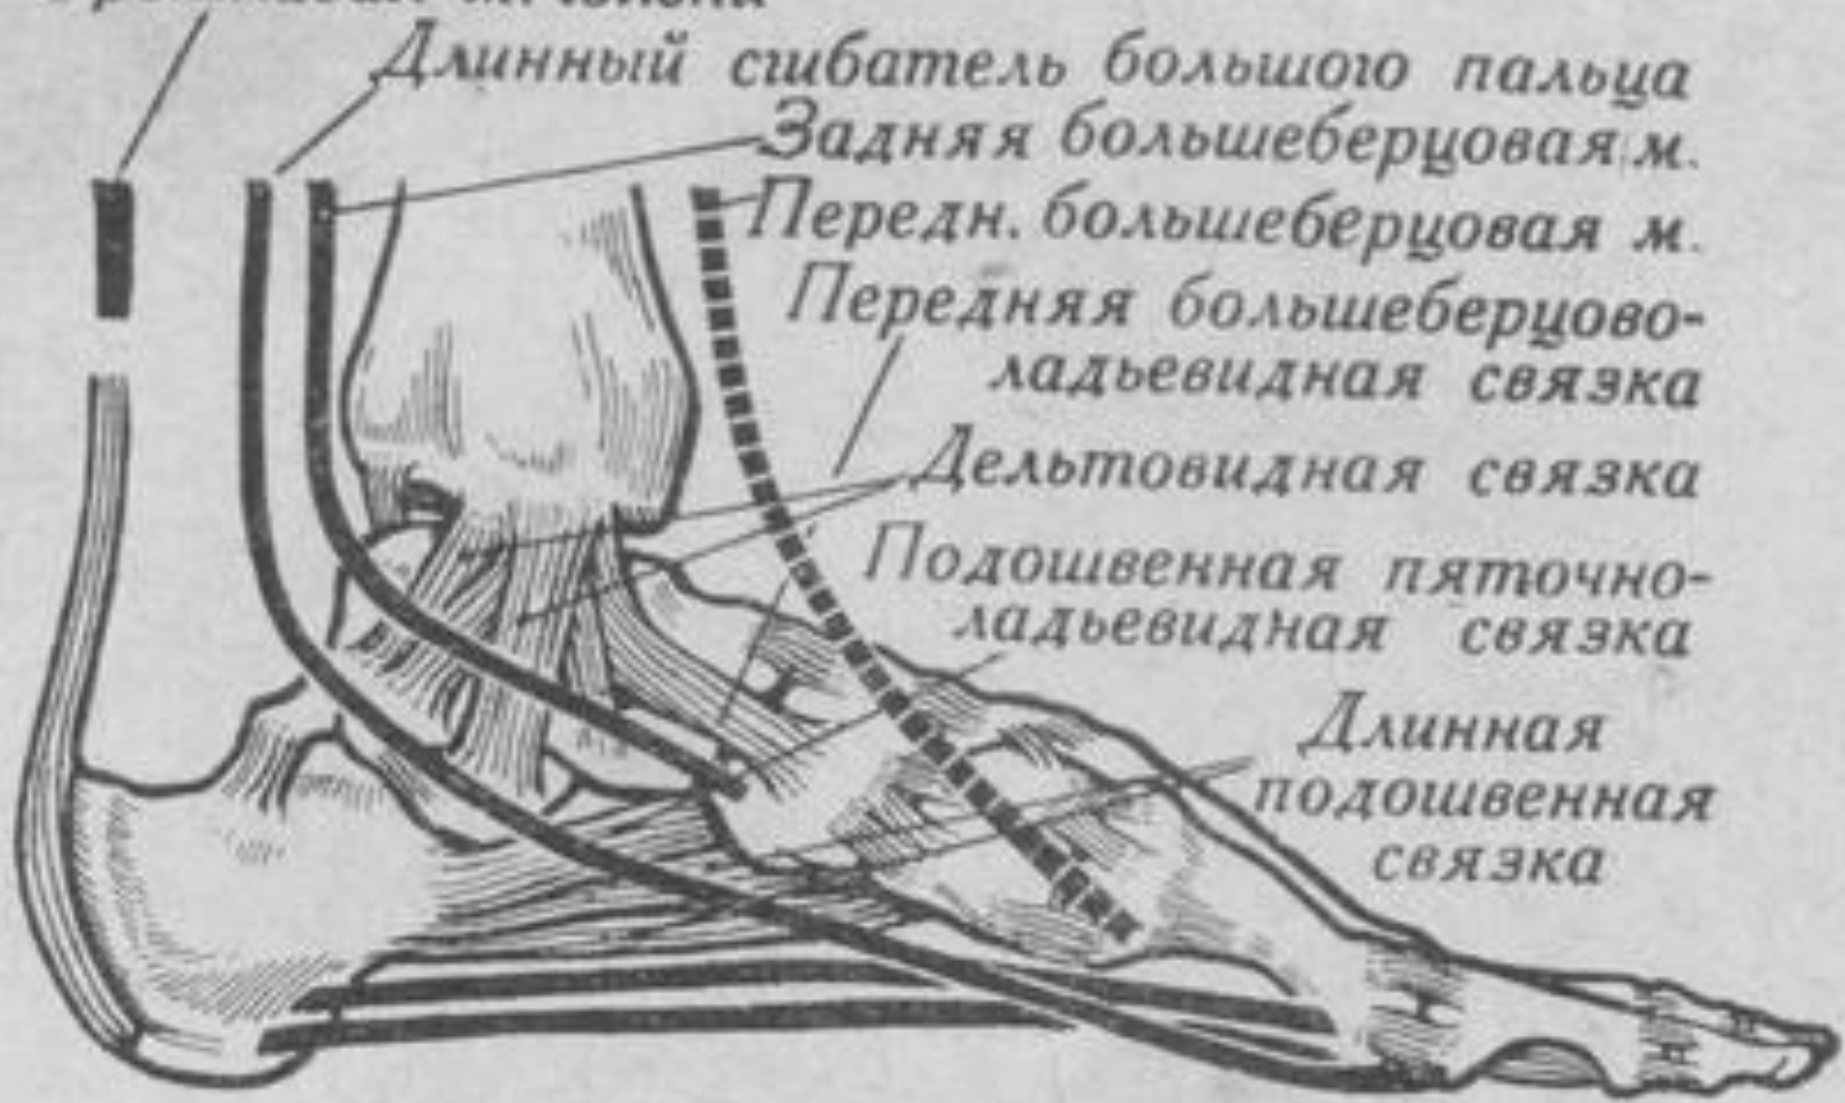 Длинный сгибатель большого пальца
Задняя большеберцовая м.
Передн. большеберцовая м.
Передняя большеберцово-
ладьевидная связка
Дельтовидная связка
Подошвенная пяточно-
ладьевидная связка
Длинная
подошвенная
связка